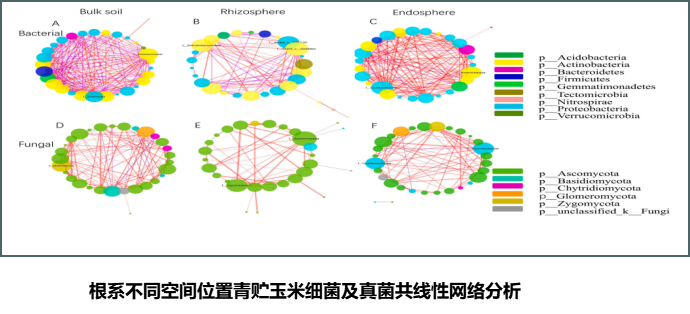 Bulk soil
Rhizosphere
Endosphere
A
B
C
Bacterial
p__Acidobacteria
p__Actinobacteria
p__Bacteroidetes
p__Firmicutes
p__Gemmatimonadetes
p__Tectomicrobia
p__Nitrospirae
p__Proteobacteria
p__Verrucomicrobia
D
E
F
Fungal
p__Ascomycota
p__Basidiomycota
p__Chytridiomycota
p__Glomeromycota
p__Zygomycota
p__unclassified_k__Fungi
根系不同空间位置青贮玉米细菌及真菌共线性网络分析